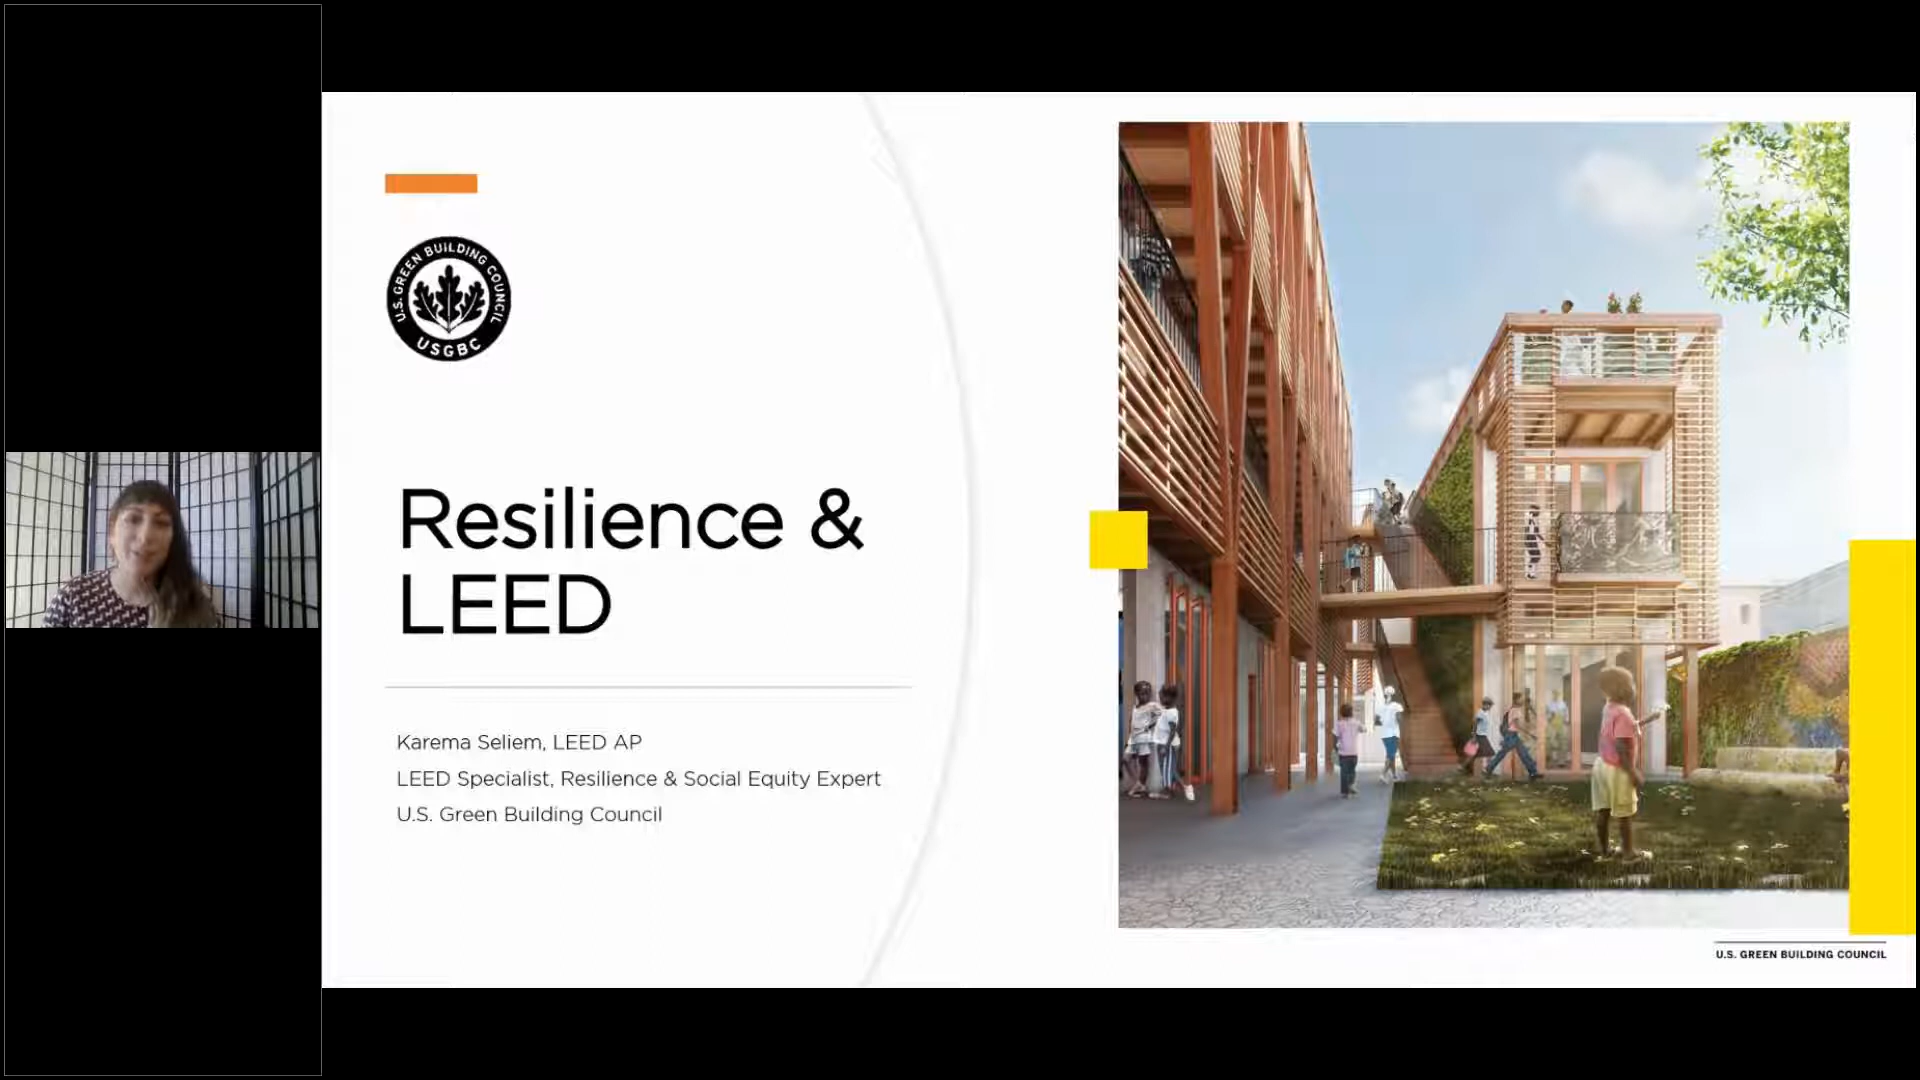 U.S. GREEN BUILDING COUNCIL
USGBC
Resilience &
LEED
Karema Seliem, LEED AP
LEED Specialist, Resilience & Social Equity Expert
U.S. Green Building Council
U.S. GREEN BUILDING COUNCIL